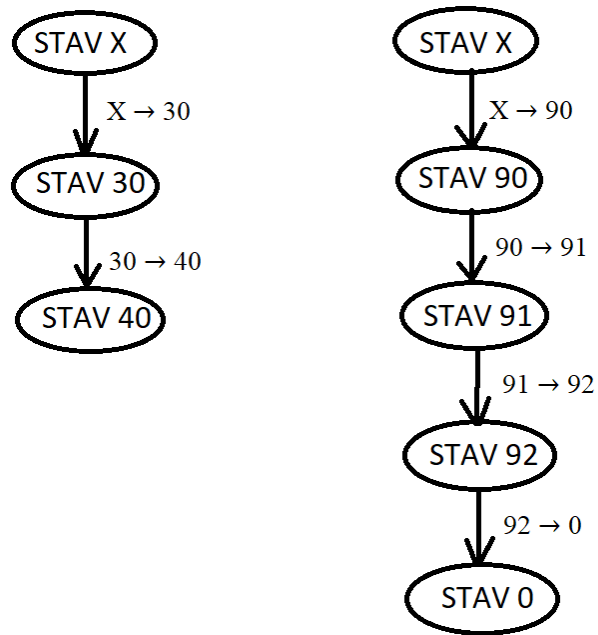 STAV X
X → 30
STAV 30
30 → 40
STAV 40
STAV X
X → 90
STAV 90
90 → 91
STAV 91
91 → 92
STAV 92
92 → 0
STAV 0